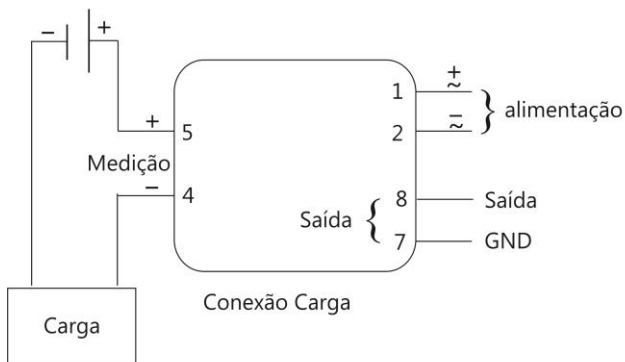 − +
+
1 ~ alimentação
+ 5
2 − ~
Medição
− 4
8 Saída
Saída
7 GND
Conexão Carga
Carga